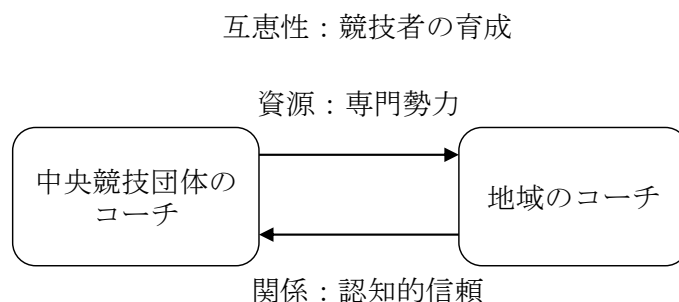 互恵性：競技者の育成
資源：専門勢力
中央競技団体の
コーチ
地域のコーチ
関係：認知的信頼